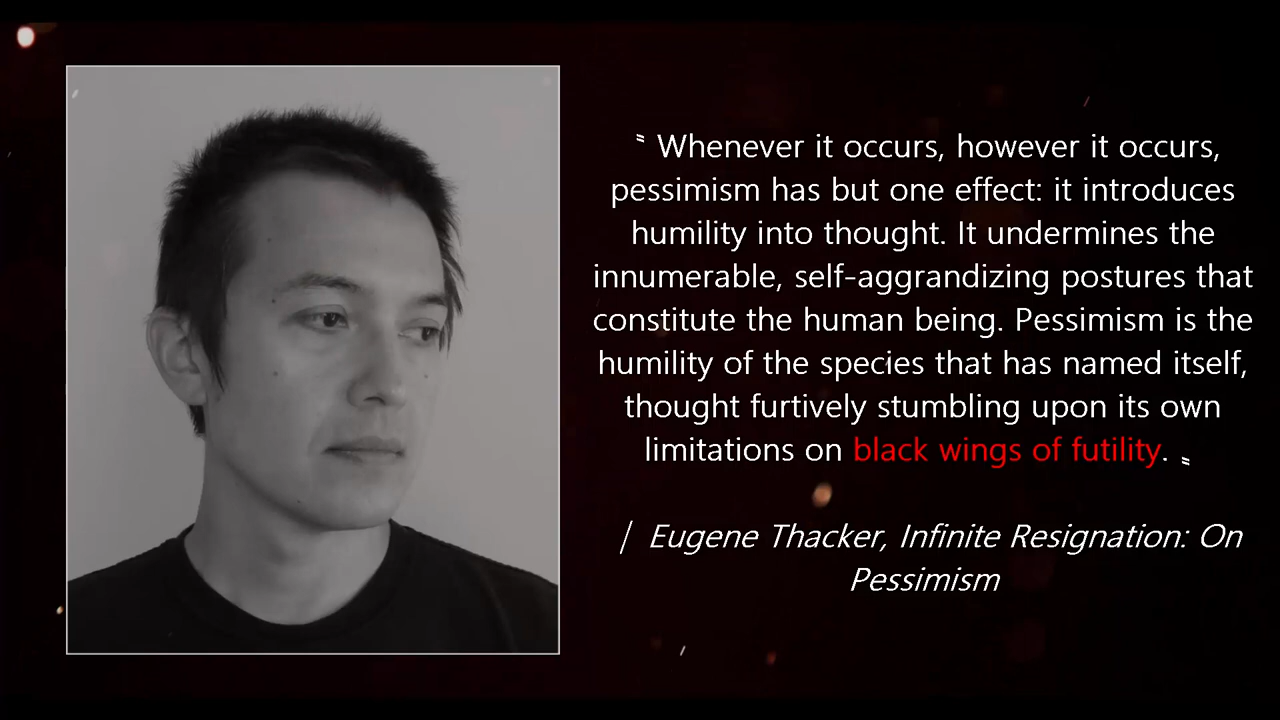 〝 Whenever it occurs, however it occurs,
pessimism has but one effect: it introduces
humility into thought. It undermines the
innumerable, self-aggrandizing postures that
constitute the human being. Pessimism is the
humility of the species that has named itself,
thought furtively stumbling upon its own
limitations on black wings of futility. 〟
/ Eugene Thacker, Infinite Resignation: On
Pessimism